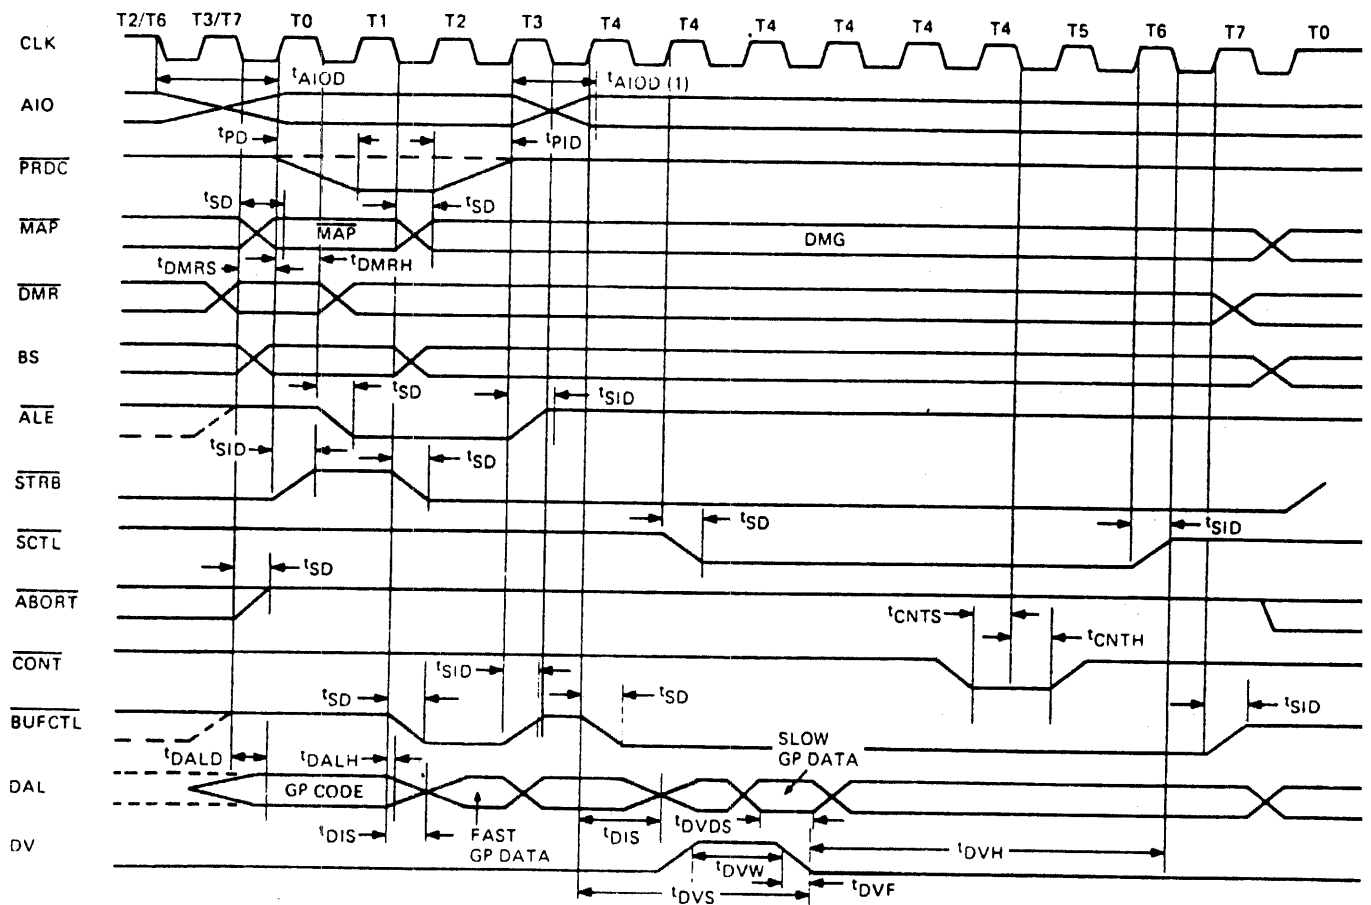 T2/T6 T3/T7 T0 T1 T2 T3 T4 T4 T4 T4 T4 T4 T5 T6 T7 T0
CLK
tAIOD tAIOD (1)
AIO
tPD tPID
PRDC
tSD tSD
MAP MAP DMG
tDMRS tDMRH
DMR
BS
tSD tSID
ALE
tSID tSD
STRB
tSD tSID
SCTL
tSD
ABORT
tCNTS tCNTH
CONT
tSID
tSD tSD tSID
BUFCTL
SLOW
GP DATA
tDALD tDALH
DAL GP CODE
tDIS FAST
GP DATA tDIS tDVDS
DV tDVH
tDVW
tDVF
tDVS